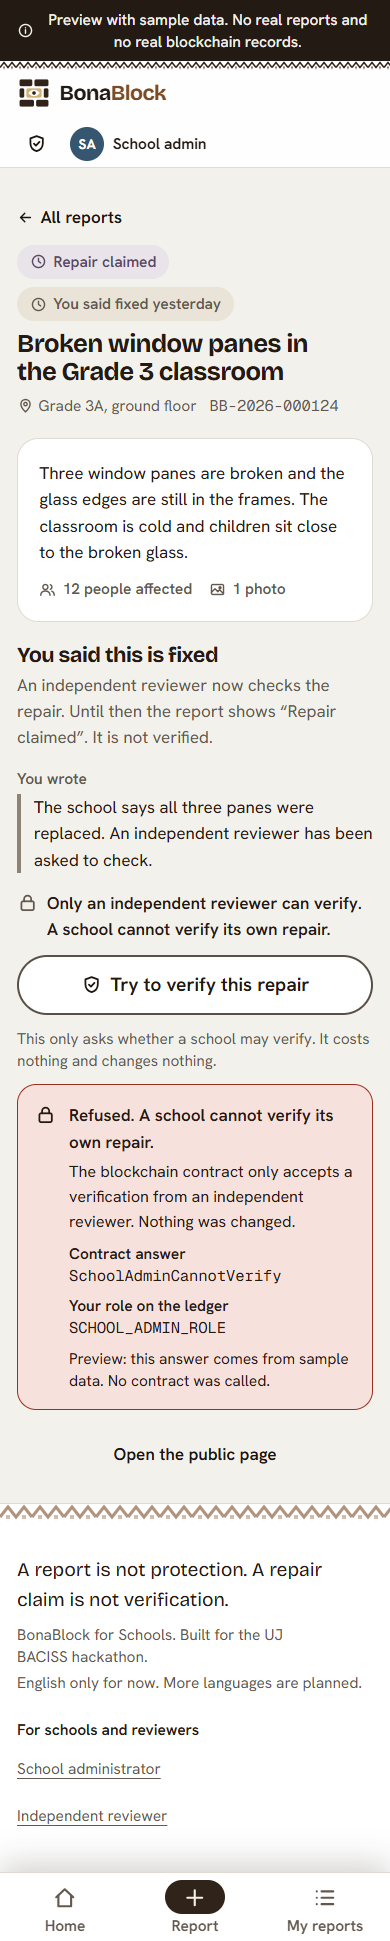 Preview with sample data. No real reports and
no real blockchain records.
BonaBlock
SA School admin
← All reports
Repair claimed
You said fixed yesterday
Broken window panes in
the Grade 3 classroom
Grade 3A, ground floor BB-2026-000124
Three window panes are broken and the
glass edges are still in the frames. The
classroom is cold and children sit close
to the broken glass.
12 people affected 1 photo
You said this is fixed
An independent reviewer now checks the
repair. Until then the report shows “Repair
claimed”. It is not verified.
You wrote
The school says all three panes were
replaced. An independent reviewer has been
asked to check.
Only an independent reviewer can verify.
A school cannot verify its own repair.
Try to verify this repair
This only asks whether a school may verify. It costs
nothing and changes nothing.
Refused. A school cannot verify its
own repair.
The blockchain contract only accepts a
verification from an independent
reviewer. Nothing was changed.
Contract answer
SchoolAdminCannotVerify
Your role on the ledger
SCHOOL_ADMIN_ROLE
Preview: this answer comes from sample
data. No contract was called.
Open the public page
A report is not protection. A repair
claim is not verification.
BonaBlock for Schools. Built for the UJ
BACISS hackathon.
English only for now. More languages are planned.
For schools and reviewers
School administrator
Independent reviewer
Home Report My reports